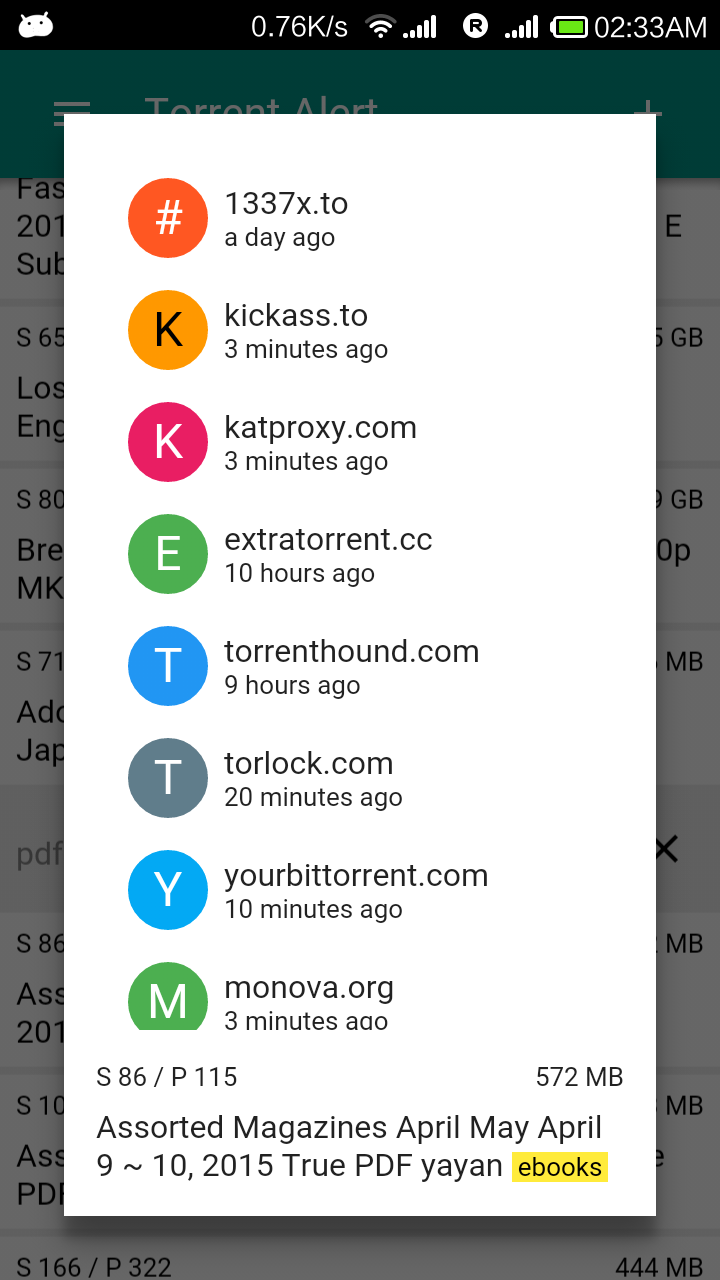 0.76K/s R 02:33AM
Torrent Alert
Fas
201 E
Sub
#
1337x.to
a day ago
S 65 5 GB
K
kickass.to
3 minutes ago
Los
Eng
K
katproxy.com
3 minutes ago
S 80 9 GB
E
extratorrent.cc
10 hours ago
Bre 0p
MK
T
torrenthound.com
9 hours ago
S 71 MB
Ado
Jap
T
torlock.com
20 minutes ago
pdf
Y
yourbittorrent.com
10 minutes ago
S 86 2 MB
Ass
201
M
monova.org
3 minutes ago
S 86 / P 115 572 MB
S 10 MB
Assorted Magazines April May April
9 ~ 10, 2015 True PDF yayan ebooks
Ass e
PDF
S 166 / P 322 444 MB